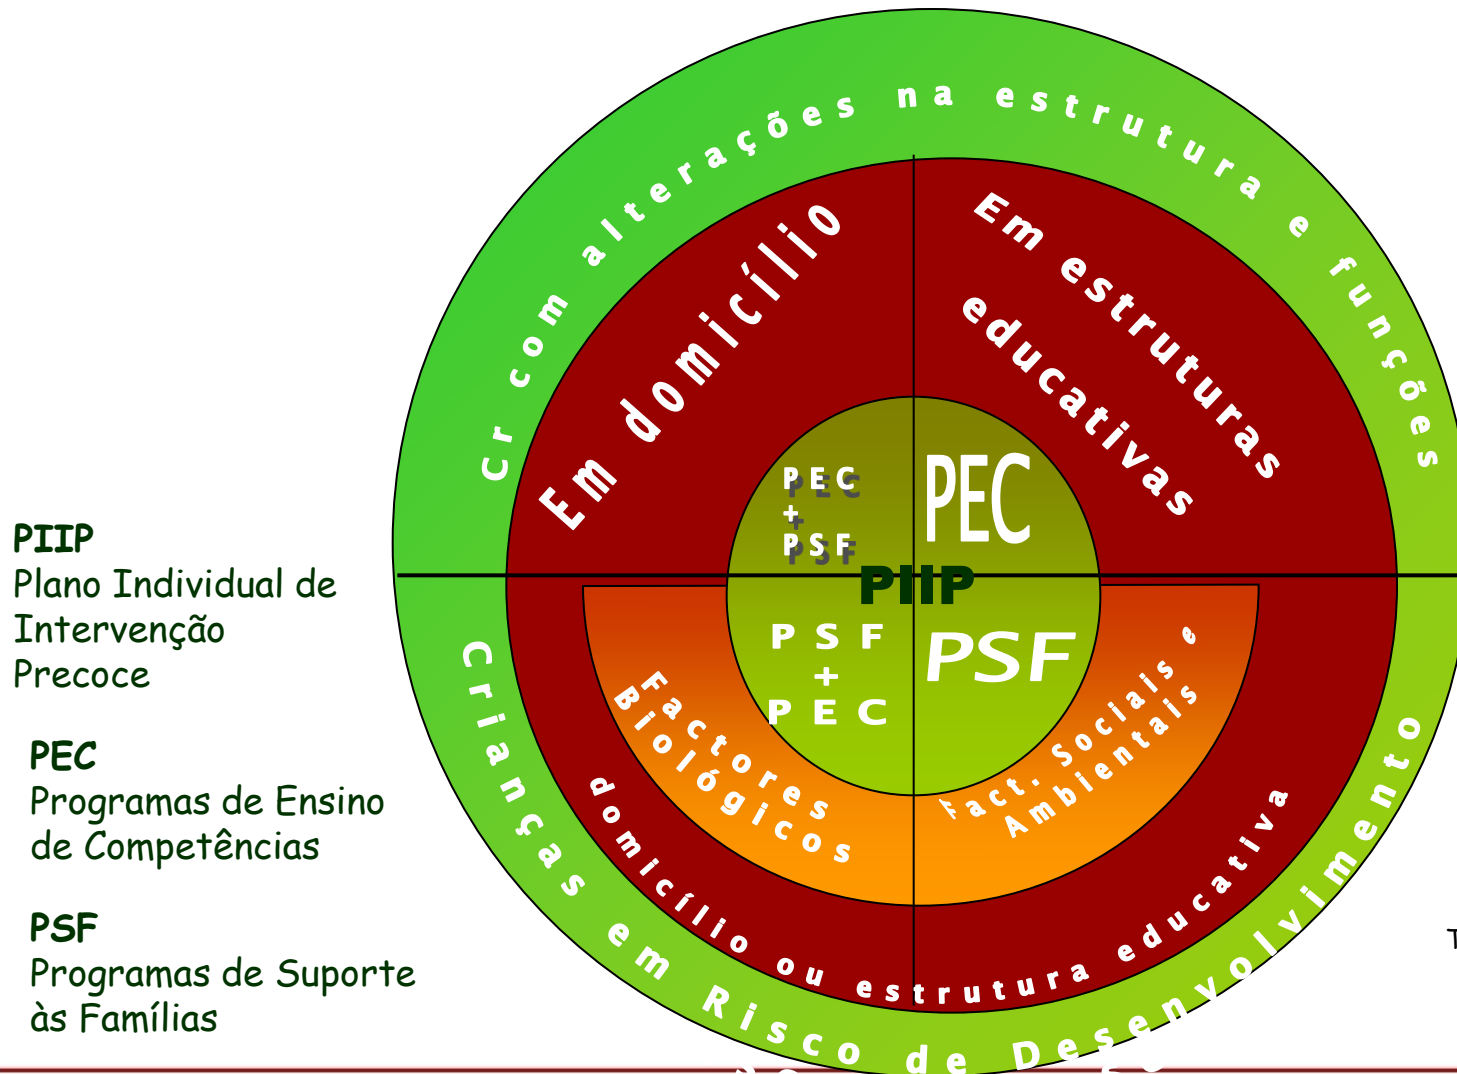 Cr com alterações na estrutura e funções
Em domicílio
Em estruturas
educativas
PEC
+
PSF
PEC
PIIP
PSF
+
PEC
PSF
Factores
Biológicos
Fact. Sociais e
Ambientais
domicílio ou estrutura educativa
Crianças em Risco de Desenvolvimento
PIIP
Plano Individual de
Intervenção
Precoce
PEC
Programas de Ensino
de Competências
PSF
Programas de Suporte
às Famílias